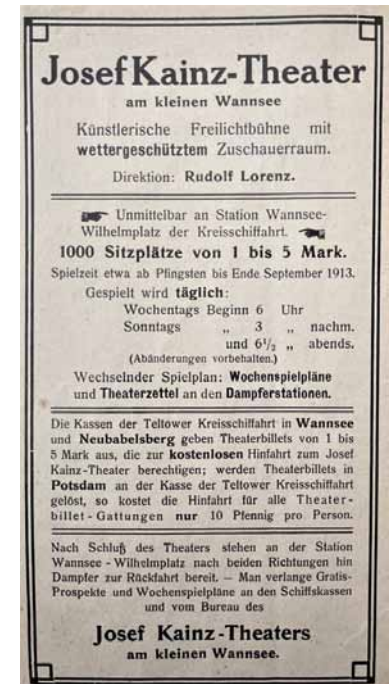 Josef Kainz-Theater
am kleinen Wannsee
Künstlerische Freilichtbühne mit
wettergeschütztem Zuschauerraum.
Direktion: Rudolf Lorenz.
Unmittelbar an Station Wannsee-
Wilhelmplatz der Kreisschiffahrt.
1000 Sitzplätze von 1 bis 5 Mark.
Spielzeit etwa ab Pfingsten bis Ende September 1913.
Gespielt wird täglich:
Wochentags Beginn 6 Uhr
Sonntags „ 3 „ nachm.
und 6 1/2 „ abends.
(Abänderungen vorbehalten.)
Wechselnder Spielplan: Wochenspielpläne
und Theaterzettel an den Dampferstationen.
Die Kassen der Teltower Kreisschiffahrt in Wannsee
und Neubabelsberg geben Theaterbillets von 1 bis
5 Mark aus, die zur kostenlosen Hinfahrt zum Josef
Kainz-Theater berechtigen; werden Theaterbillets in
Potsdam an der Kasse der Teltower Kreisschiffahrt
gelöst, so kostet die Hinfahrt für alle Theater-
billet-Gattungen nur 10 Pfennig pro Person.
Nach Schluß des Theaters stehen an der Station
Wannsee-Wilhelmplatz nach beiden Richtungen hin
Dampfer zur Rückfahrt bereit. — Man verlange Gratis-
Prospekte und Wochenspielpläne an den Schiffskassen
und vom Bureau des
Josef Kainz-Theaters
am kleinen Wannsee.